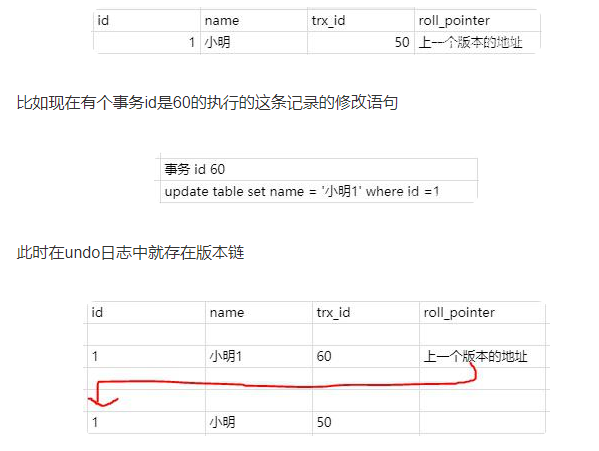 id name trx_id roll_pointer
1 小明 50 上一个版本的地址
比如现在有个事务id是60的执行的这条记录的修改语句
事务 id 60
update table set name = '小明1' where id =1
此时在undo日志中就存在版本链
id name trx_id roll_pointer
1 小明1 60 上一个版本的地址
1 小明 50